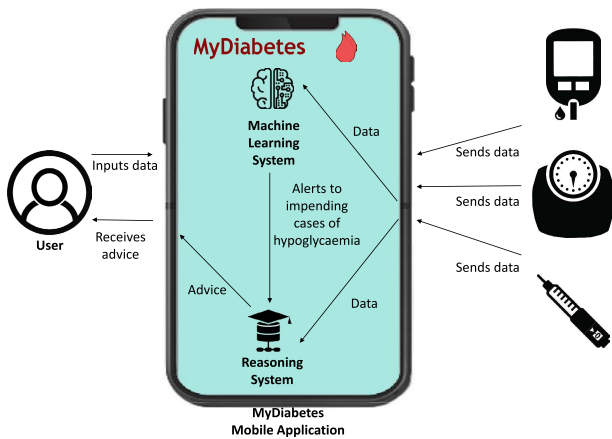 MyDiabetes
Machine
Learning
System
Data
Inputs data
Sends data
Alerts to
impending
cases of
hypoglycaemia
Sends data
User
Receives
advice
Sends data
Advice
Data
Reasoning
System
MyDiabetes
Mobile Application